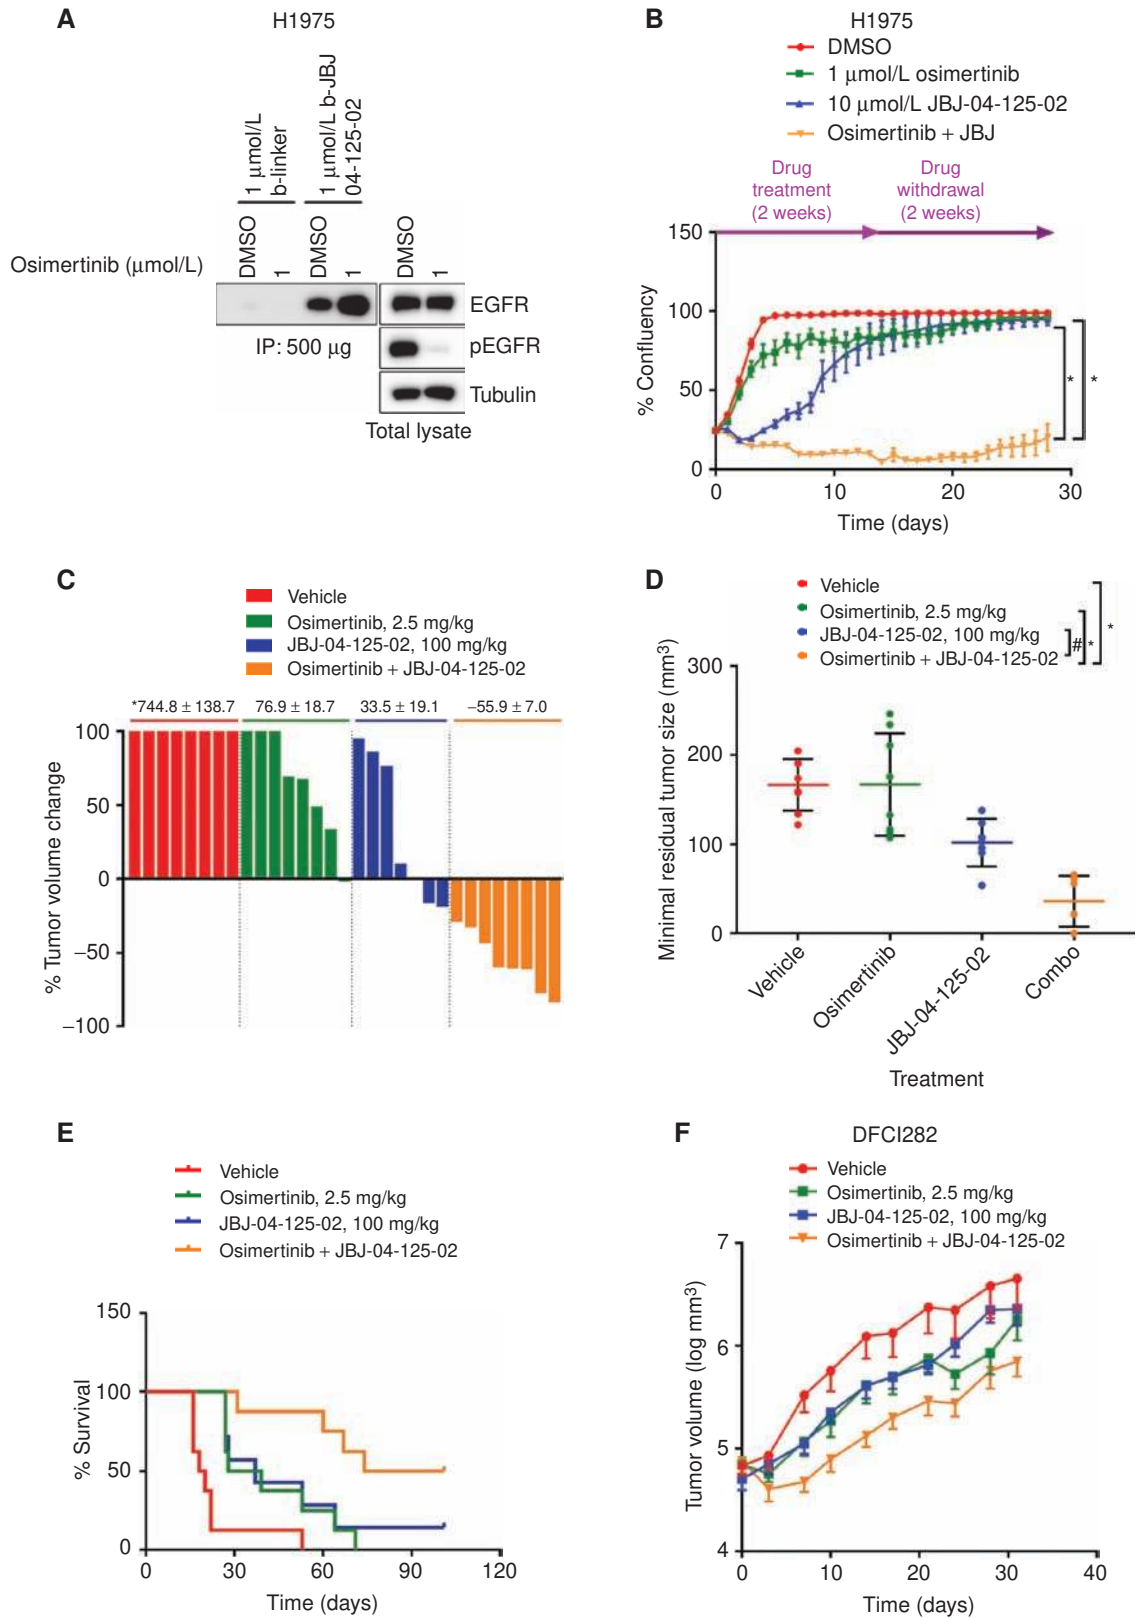 A
H1975
1 μmol/L
b-linker
1 μmol/L b-JBJ
04-125-02
Osimertinib (μmol/L)
DMSO
1
DMSO
1
DMSO
1
EGFR
IP: 500 μg
pEGFR
Tubulin
Total lysate
B
H1975
DMSO
1 μmol/L osimertinib
10 μmol/L JBJ-04-125-02
Osimertinib + JBJ
Drug
treatment
(2 weeks)
Drug
withdrawal
(2 weeks)
% Confluency
150
100
50
0
* *
0 10 20 30
Time (days)
C
Vehicle
Osimertinib, 2.5 mg/kg
JBJ-04-125-02, 100 mg/kg
Osimertinib + JBJ-04-125-02
*744.8 ± 138.7 76.9 ± 18.7 33.5 ± 19.1 −55.9 ± 7.0
% Tumor volume change
100
50
0
−50
−100
D
Vehicle
Osimertinib, 2.5 mg/kg
JBJ-04-125-02, 100 mg/kg
Osimertinib + JBJ-04-125-02
# * *
Minimal residual tumor size (mm³)
300
200
100
0
Vehicle
Osimertinib
JBJ-04-125-02
Combo
Treatment
E
Vehicle
Osimertinib, 2.5 mg/kg
JBJ-04-125-02, 100 mg/kg
Osimertinib + JBJ-04-125-02
% Survival
150
100
50
0
0 30 60 90 120
Time (days)
F
DFCI282
Vehicle
Osimertinib, 2.5 mg/kg
JBJ-04-125-02, 100 mg/kg
Osimertinib + JBJ-04-125-02
Tumor volume (log mm³)
7
6
5
4
0 10 20 30 40
Time (days)